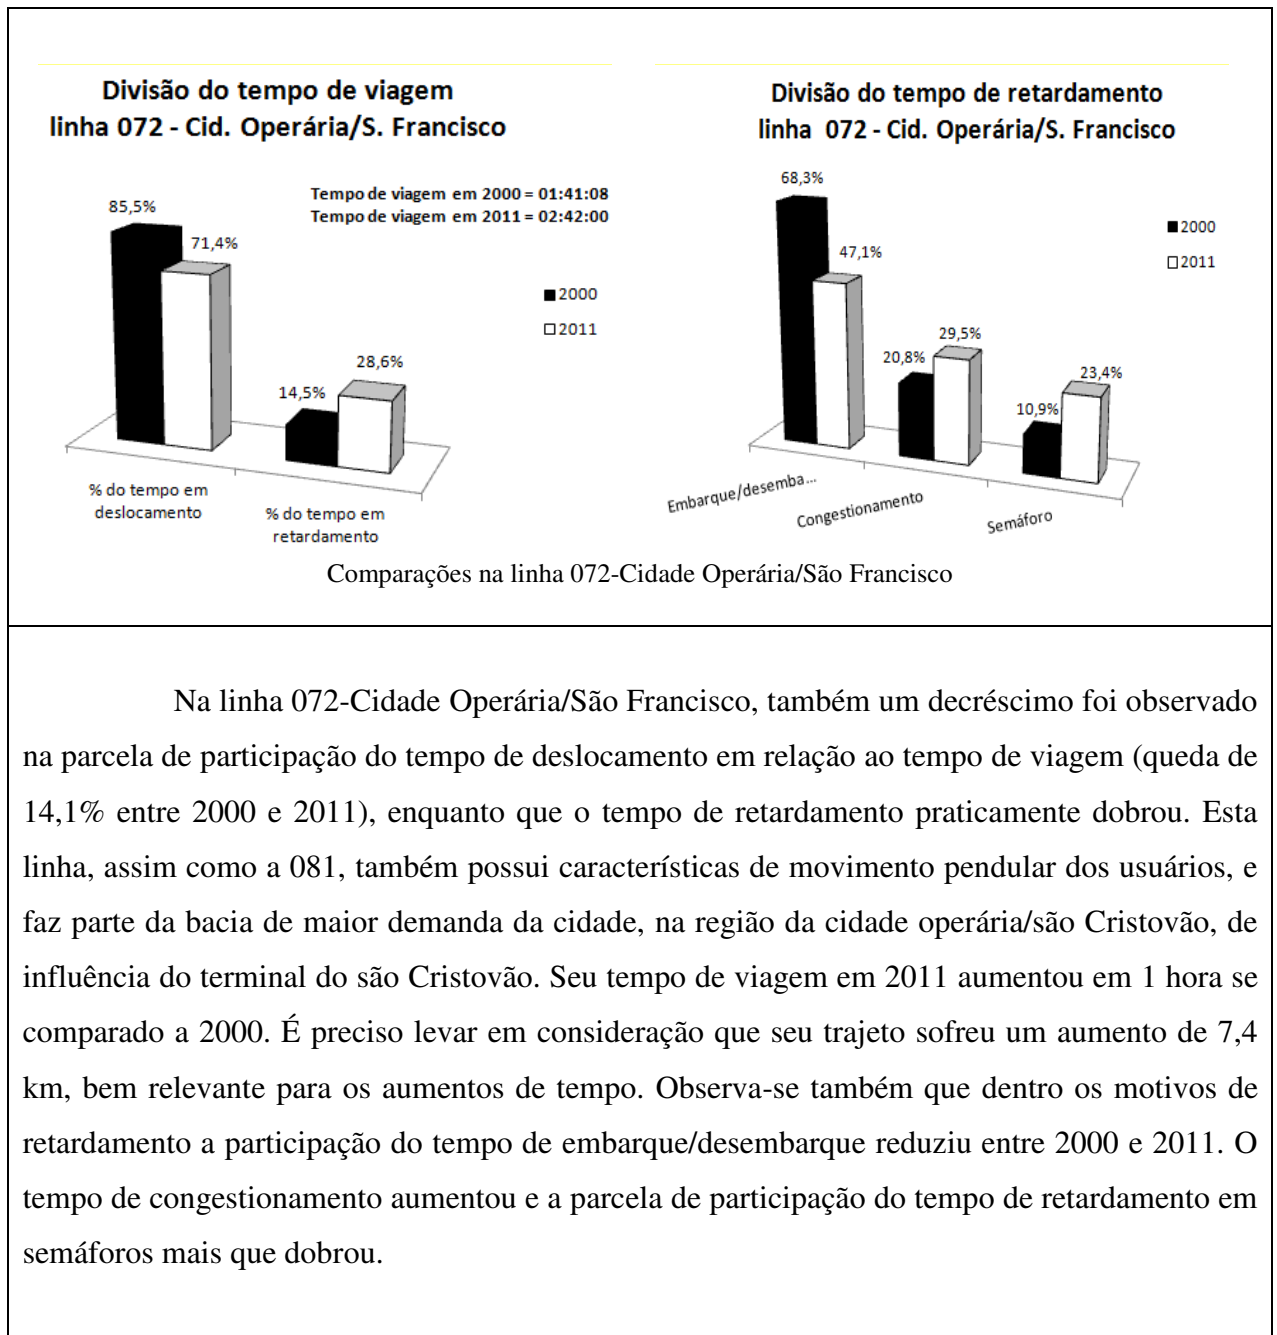 Divisão do tempo de viagem
linha 072 - Cid. Operária/S. Francisco
Tempo de viagem em 2000 = 01:41:08
Tempo de viagem em 2011 = 02:42:00
85,5%
71,4%
14,5%
28,6%
2000
2011
% do tempo em
deslocamento
% do tempo em
retardamento
Divisão do tempo de retardamento
linha 072 - Cid. Operária/S. Francisco
68,3%
47,1%
20,8%
29,5%
10,9%
23,4%
2000
2011
Embarque/desemba...
Congestionamento
Semáforo
Comparações na linha 072-Cidade Operária/São Francisco
Na linha 072-Cidade Operária/São Francisco, também um decréscimo foi observado
na parcela de participação do tempo de deslocamento em relação ao tempo de viagem (queda de
14,1% entre 2000 e 2011), enquanto que o tempo de retardamento praticamente dobrou. Esta
linha, assim como a 081, também possui características de movimento pendular dos usuários, e
faz parte da bacia de maior demanda da cidade, na região da cidade operária/são Cristovão, de
influência do terminal do são Cristovão. Seu tempo de viagem em 2011 aumentou em 1 hora se
comparado a 2000. É preciso levar em consideração que seu trajeto sofreu um aumento de 7,4
km, bem relevante para os aumentos de tempo. Observa-se também que dentro os motivos de
retardamento a participação do tempo de embarque/desembarque reduziu entre 2000 e 2011. O
tempo de congestionamento aumentou e a parcela de participação do tempo de retardamento em
semáforos mais que dobrou.